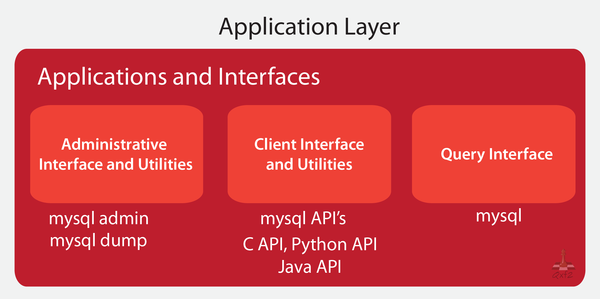 Application Layer
Applications and Interfaces
Administrative
Interface and Utilities
Client Interface
and Utilities
Query Interface
mysql admin
mysql dump
mysql API's
C API, Python API
Java API
mysql